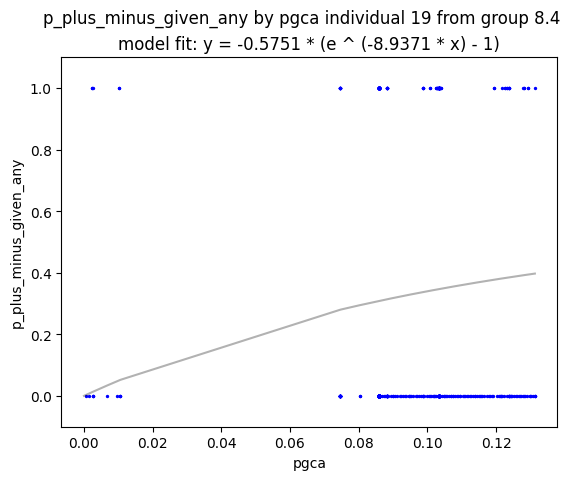 p_plus_minus_given_any by pgca individual 19 from group 8.4
model fit: y = -0.5751 * (e ^ (-8.9371 * x) - 1)
1.0
0.8
0.6
0.4
0.2
0.0
p_plus_minus_given_any
0.00 0.02 0.04 0.06 0.08 0.10 0.12
pgca